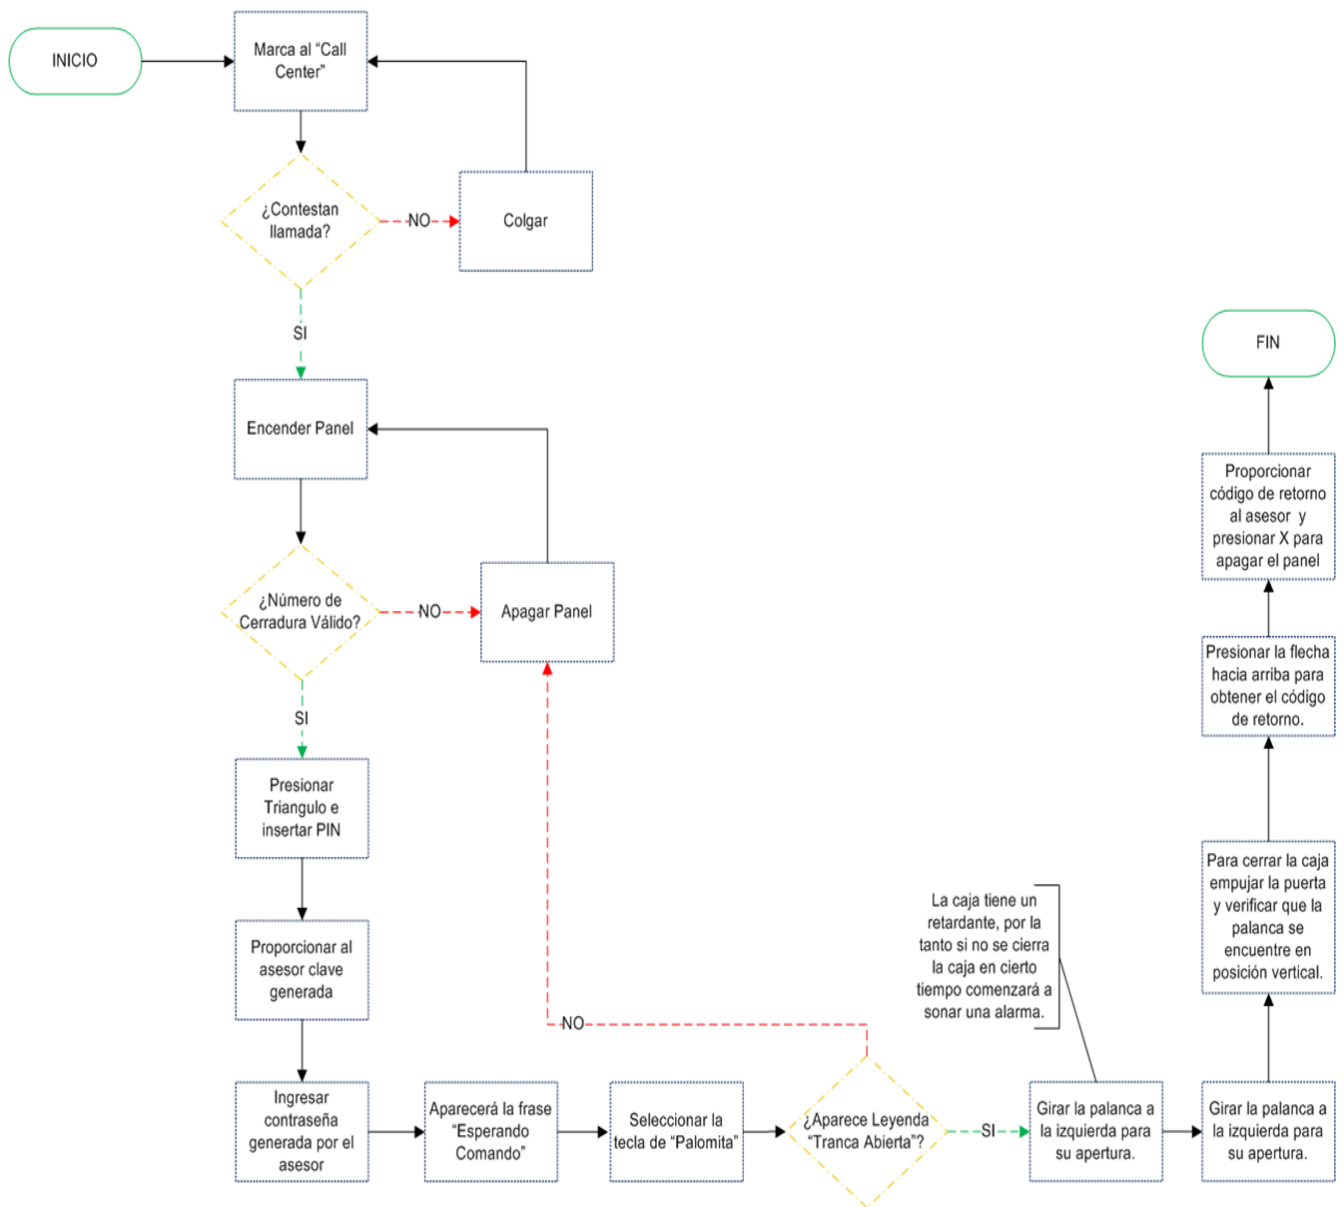 INICIO
Marca al “Call
Center”
¿Contestan
llamada?
NO
Colgar
SI
Encender Panel
¿Número de
Cerradura Válido?
NO
Apagar Panel
SI
Presionar
Triangulo e
insertar PIN
Proporcionar al
asesor clave
generada
Ingresar
contraseña
generada por el
asesor
Aparecerá la frase
“Esperando
Comando”
Seleccionar la
tecla de “Palomita”
¿Aparece Leyenda
“Tranca Abierta”?
NO
SI
La caja tiene un
retardante, por la
tanto si no se cierra
la caja en cierto
tiempo comenzará a
sonar una alarma.
Girar la palanca a
la izquierda para
su apertura.
Girar la palanca a
la izquierda para
su apertura.
Para cerrar la caja
empujar la puerta
y verificar que la
palanca se
encuentre en
posición vertical.
Presionar la flecha
hacia arriba para
obtener el código
de retorno.
Proporcionar
código de retorno
al asesor y
presionar X para
apagar el panel
FIN